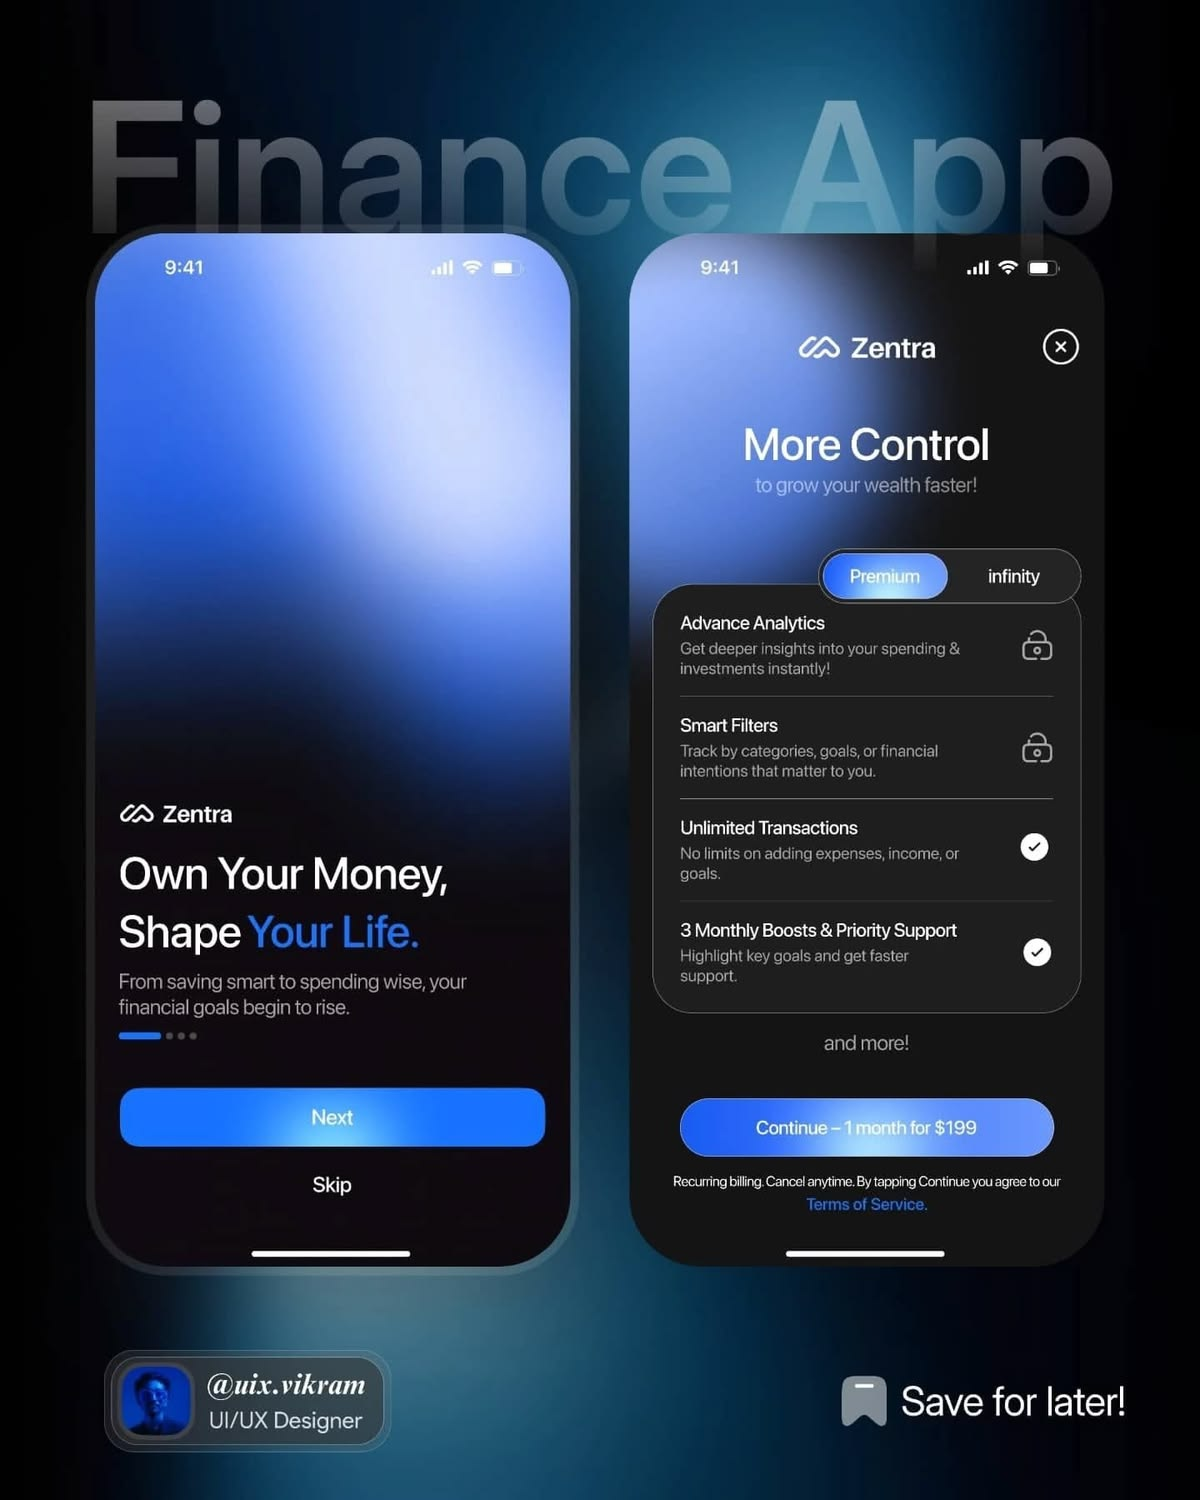 Finance App
9:41
Zentra
Own Your Money,
Shape Your Life.
From saving smart to spending wise, your
financial goals begin to rise.
Next
Skip
9:41
Zentra
More Control
to grow your wealth faster!
Premium
infinity
Advance Analytics
Get deeper insights into your spending &
investments instantly!
Smart Filters
Track by categories, goals, or financial
intentions that matter to you.
Unlimited Transactions
No limits on adding expenses, income, or
goals.
3 Monthly Boosts & Priority Support
Highlight key goals and get faster
support.
and more!
Continue – 1 month for $199
Recurring billing. Cancel anytime. By tapping Continue you agree to our
Terms of Service.
@uix.vikram
UI/UX Designer
Save for later!